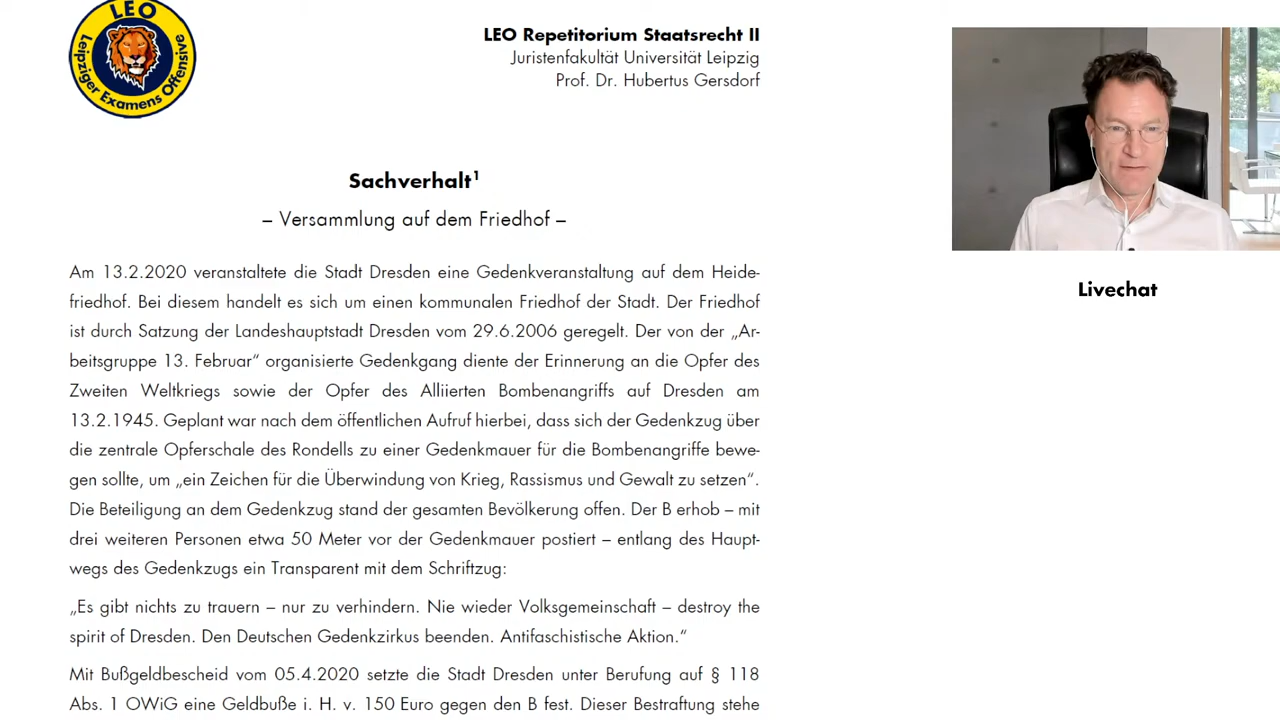 LEO
Leipziger Examens Offensive
LEO Repetitorium Staatsrecht II
Juristenfakultät Universität Leipzig
Prof. Dr. Hubertus Gersdorf
Sachverhalt¹
– Versammlung auf dem Friedhof –
Am 13.2.2020 veranstaltete die Stadt Dresden eine Gedenkveranstaltung auf dem Heide-
friedhof. Bei diesem handelt es sich um einen kommunalen Friedhof der Stadt. Der Friedhof
ist durch Satzung der Landeshauptstadt Dresden vom 29.6.2006 geregelt. Der von der „Ar-
beitsgruppe 13. Februar“ organisierte Gedenkgang diente der Erinnerung an die Opfer des
Zweiten Weltkriegs sowie der Opfer des Alliierten Bombenangriffs auf Dresden am
13.2.1945. Geplant war nach dem öffentlichen Aufruf hierbei, dass sich der Gedenkzug über
die zentrale Opferschale des Rondells zu einer Gedenkmauer für die Bombenangriffe bewe-
gen sollte, um „ein Zeichen für die Überwindung von Krieg, Rassismus und Gewalt zu setzen“.
Die Beteiligung an dem Gedenkzug stand der gesamten Bevölkerung offen. Der B erhob – mit
drei weiteren Personen etwa 50 Meter vor der Gedenkmauer postiert – entlang des Haupt-
wegs des Gedenkzugs ein Transparent mit dem Schriftzug:
„Es gibt nichts zu trauern – nur zu verhindern. Nie wieder Volksgemeinschaft – destroy the
spirit of Dresden. Den Deutschen Gedenkzirkus beenden. Antifaschistische Aktion.“
Mit Bußgeldbescheid vom 05.4.2020 setzte die Stadt Dresden unter Berufung auf § 118
Abs. 1 OWiG eine Geldbuße i. H. v. 150 Euro gegen den B fest. Dieser Bestrafung stehe
Livechat